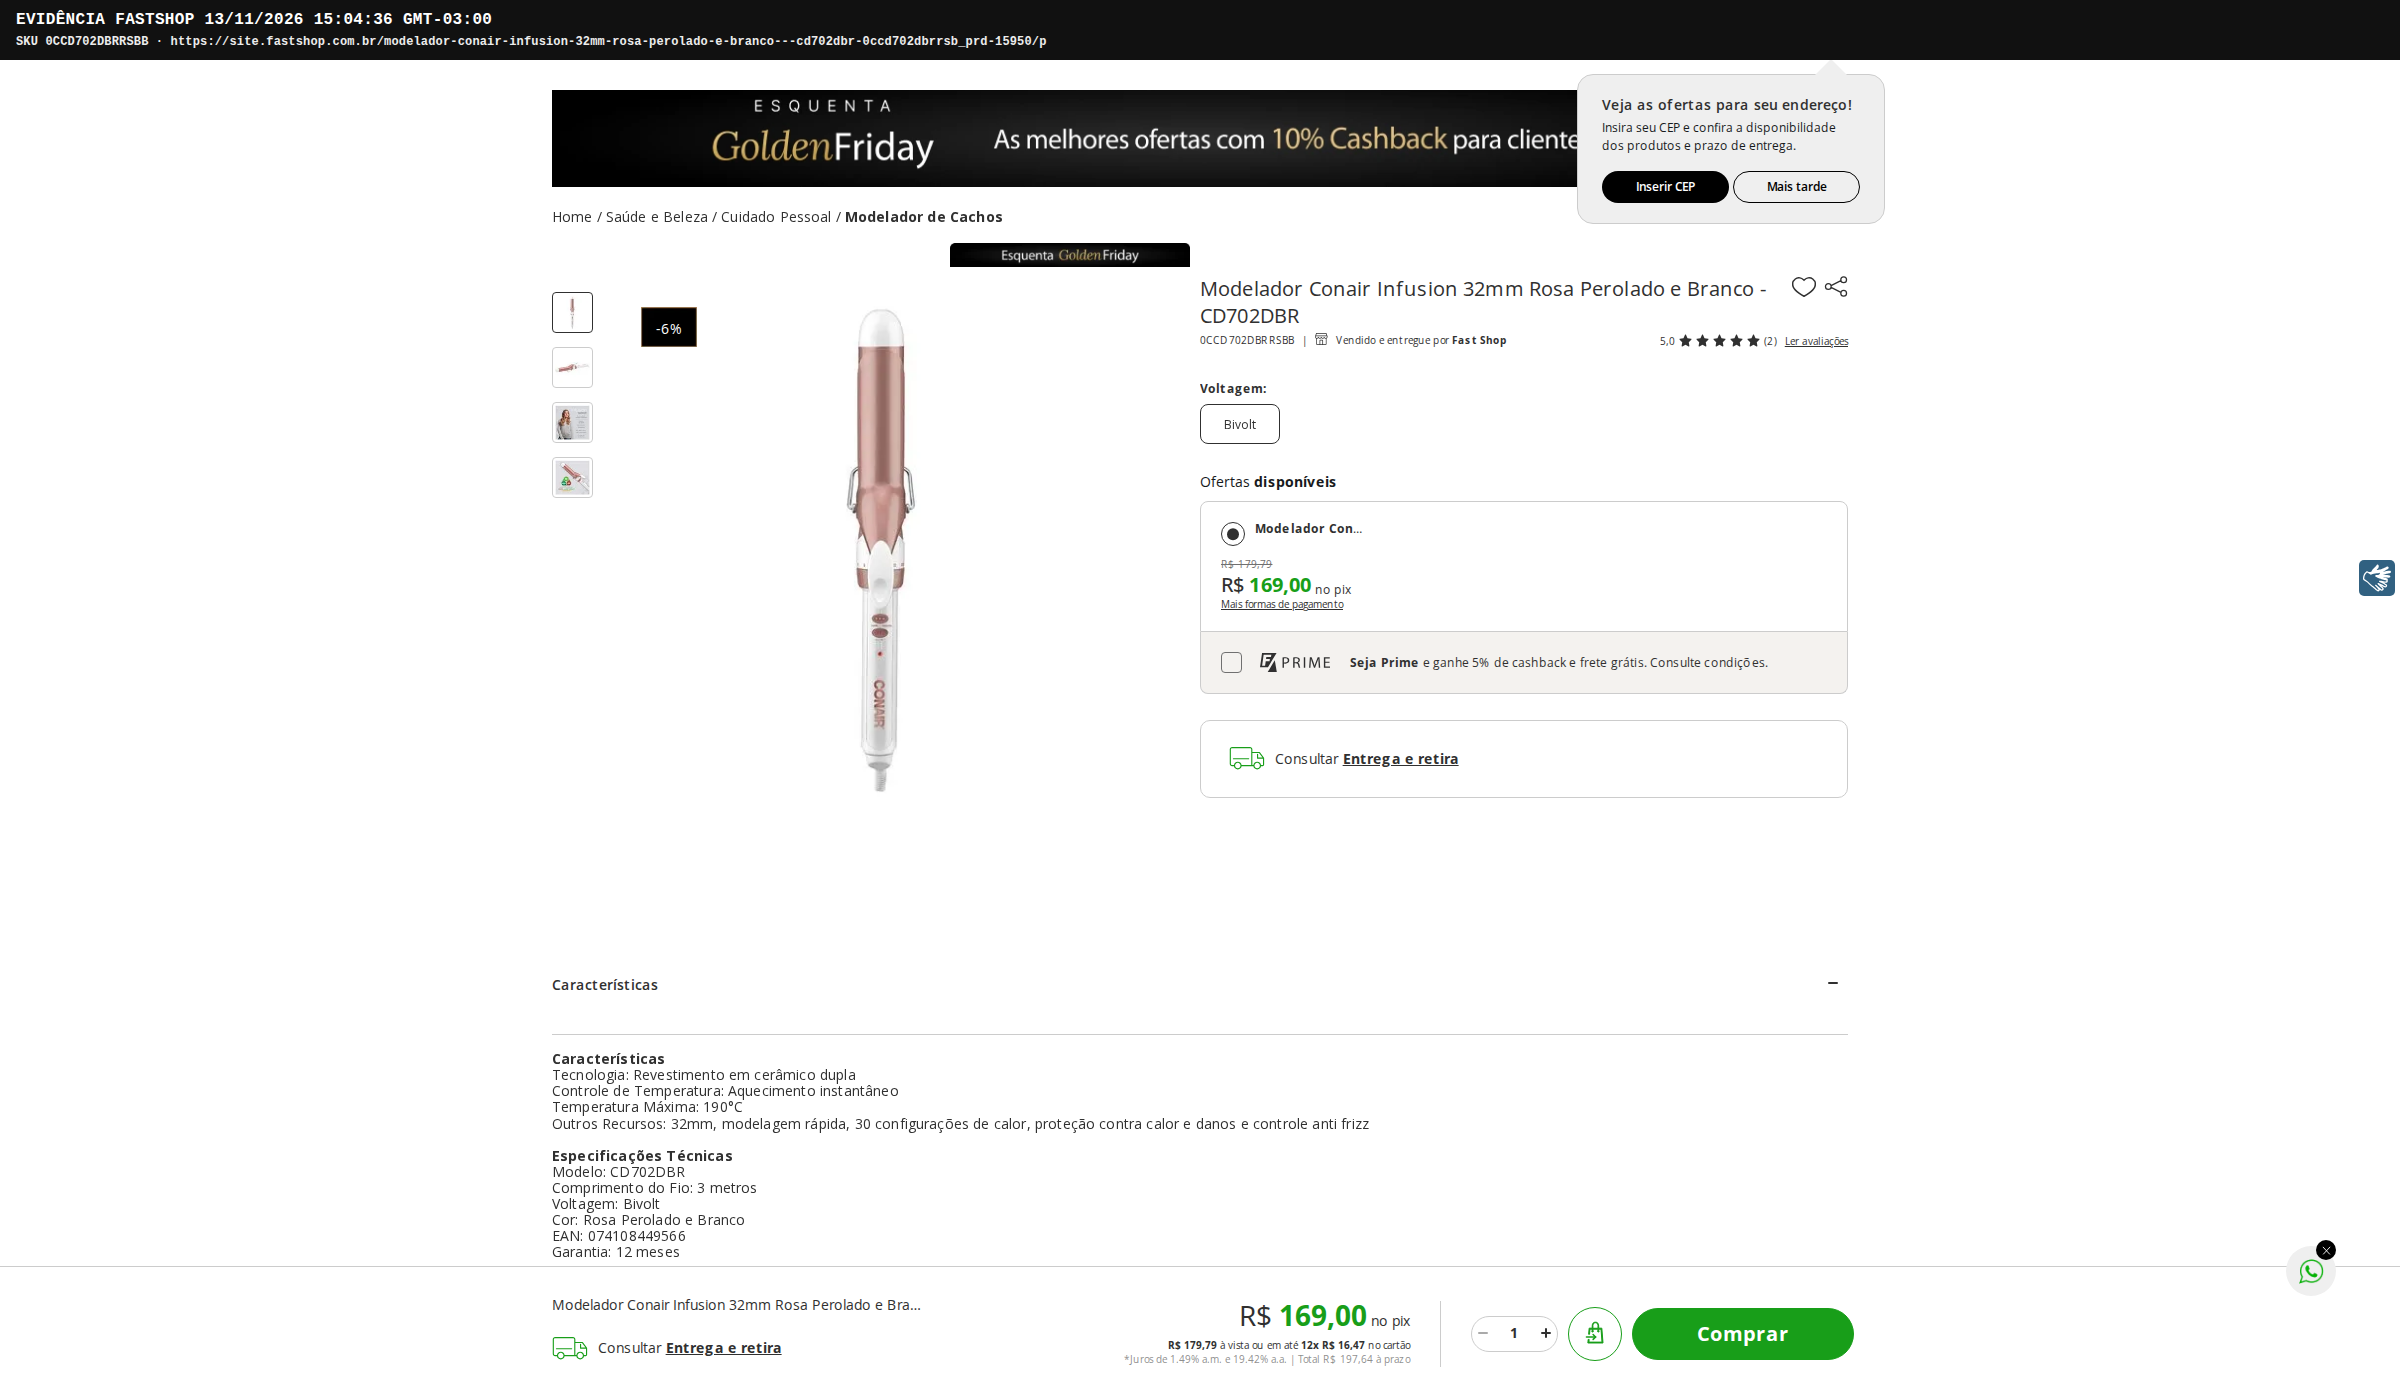 EVIDÊNCIA FASTSHOP 13/11/2026 15:04:36 GMT-03:00
SKU 0CCD702DBRRSBB · https://site.fastshop.com.br/modelador-conair-infusion-32mm-rosa-perolado-e-branco---cd702dbr-0ccd702dbrrsb_prd-15950/p
ESQUENTA
GoldenFriday
As melhores ofertas com 10% Cashback para cliente
Veja as ofertas para seu endereço!
Insira seu CEP e confira a disponibilidade
dos produtos e prazo de entrega.
Inserir CEP
Mais tarde
Home / Saúde e Beleza / Cuidado Pessoal / Modelador de Cachos
Esquenta GoldenFriday
-6%
CONAIR
Modelador Conair Infusion 32mm Rosa Perolado e Branco -
CD702DBR
0CCD702DBRRSBB | Vendido e entregue por Fast Shop
5,0 (2) Ler avaliações
Voltagem:
Bivolt
Ofertas disponíveis
Modelador Con...
R$ 179,79
R$ 169,00 no pix
Mais formas de pagamento
PRIME Seja Prime e ganhe 5% de cashback e frete grátis. Consulte condições.
Consultar Entrega e retira
Características
Características
Tecnologia: Revestimento em cerâmico dupla
Controle de Temperatura: Aquecimento instantâneo
Temperatura Máxima: 190°C
Outros Recursos: 32mm, modelagem rápida, 30 configurações de calor, proteção contra calor e danos e controle anti frizz
Especificações Técnicas
Modelo: CD702DBR
Comprimento do Fio: 3 metros
Voltagem: Bivolt
Cor: Rosa Perolado e Branco
EAN: 074108449566
Garantia: 12 meses
Modelador Conair Infusion 32mm Rosa Perolado e Bra...
Consultar Entrega e retira
R$ 169,00 no pix
R$ 179,79 à vista ou em até 12x R$ 16,47 no cartão
*Juros de 1.49% a.m. e 19.42% a.a. | Total R$ 197,64 à prazo
1
Comprar